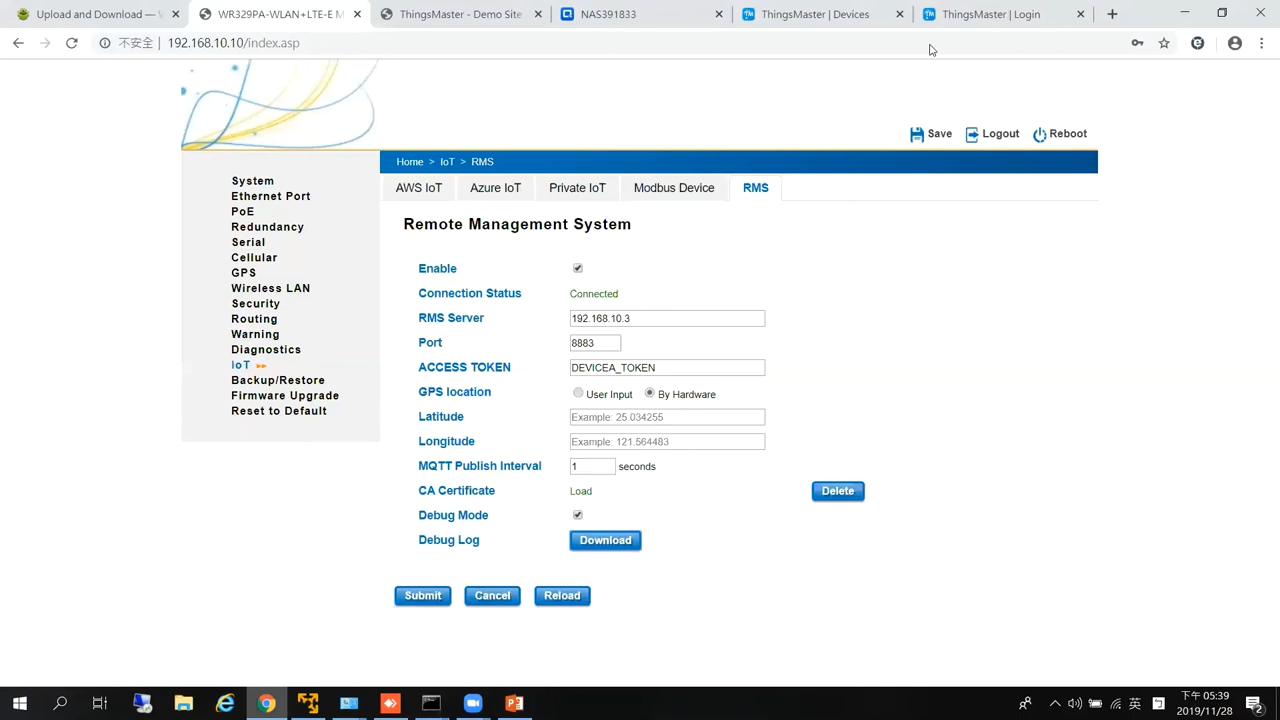 Upload and Download — W
WR329PA-WLAN+LTE-E M
ThingsMaster - Demo Site
NAS391833
ThingsMaster | Devices
ThingsMaster | Login
不安全 | 192.168.10.10/index.asp
Save
Logout
Reboot
Home > IoT > RMS
AWS IoT
Azure IoT
Private IoT
Modbus Device
RMS
System
Ethernet Port
PoE
Redundancy
Serial
Cellular
GPS
Wireless LAN
Security
Routing
Warning
Diagnostics
IoT
Backup/Restore
Firmware Upgrade
Reset to Default
Remote Management System
Enable
Connection Status Connected
RMS Server 192.168.10.3
Port 8883
ACCESS TOKEN DEVICEA_TOKEN
GPS location User Input By Hardware
Latitude Example: 25.034255
Longitude Example: 121.564483
MQTT Publish Interval 1 seconds
CA Certificate Load Delete
Debug Mode
Debug Log Download
Submit Cancel Reload
英
下午 05:39
2019/11/28
2